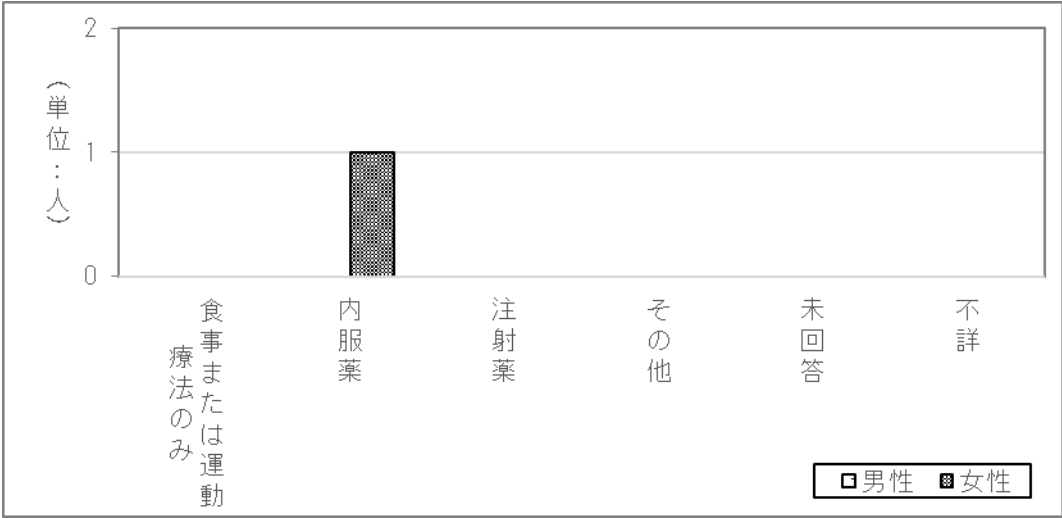 2
1
0
（単位：人）
食事または運動
療法のみ
内服薬
注射薬
その他
未回答
不詳
男性 女性